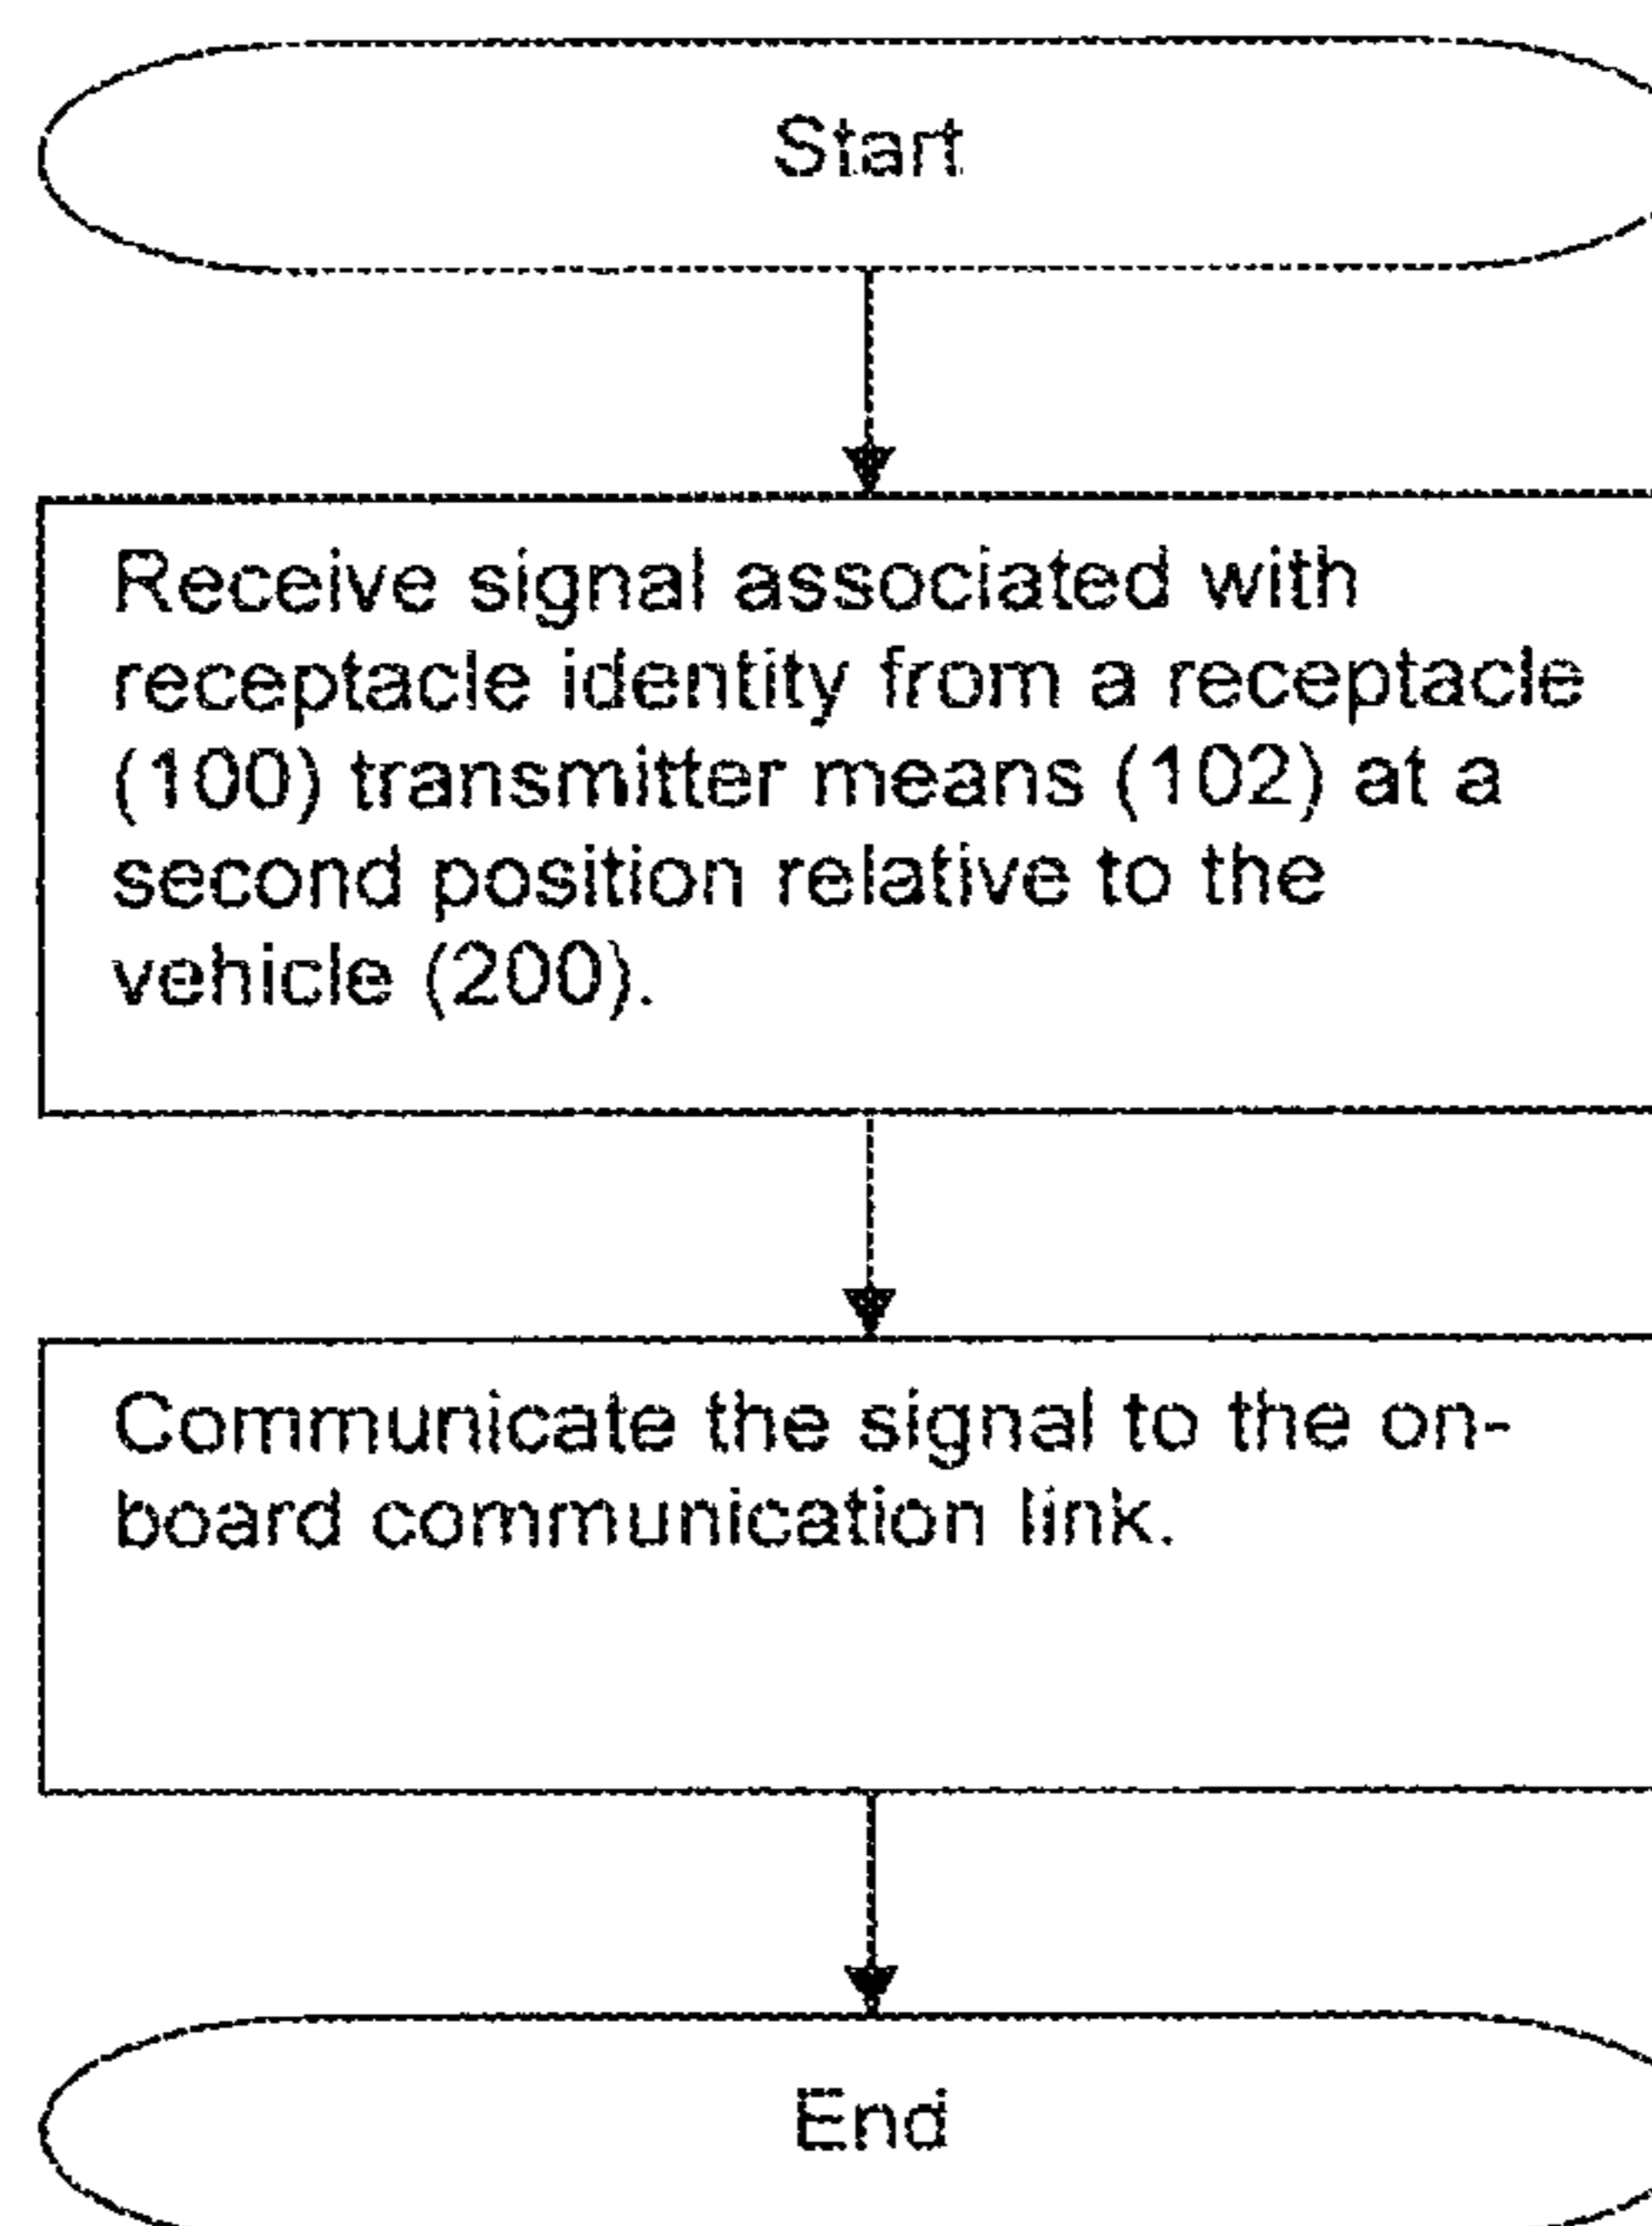 Start
Receive signal associated with
receptacle identity from a receptacle
(100) transmitter means (102) at a
second position relative to the
vehicle (200).
Communicate the signal to the on-
board communication link.
End